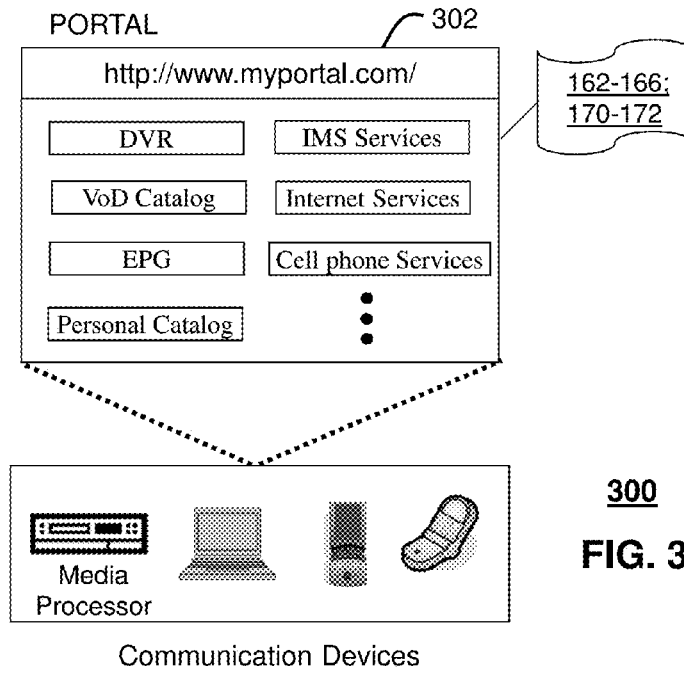 PORTAL
302
http://www.myportal.com/
162-166;
170-172
DVR
IMS Services
VoD Catalog
Internet Services
EPG
Cell phone Services
Personal Catalog
Media
Processor
300
FIG. 3
Communication Devices